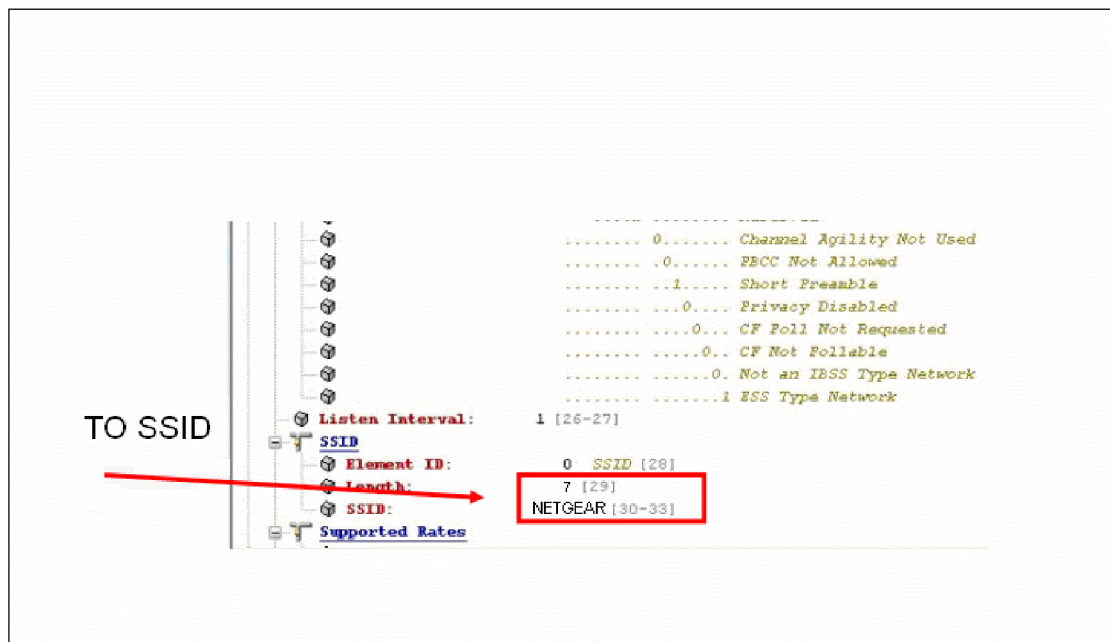 ........ 0....... Channel Agility Not Used
........ .0...... PBCC Not Allowed
........ ..1..... Short Preamble
........ ...0.... Privacy Disabled
........ ....0... CF Poll Not Requested
........ .....0.. CF Not Pollable
........ ......0. Not an IBSS Type Network
........ .......1 ESS Type Network
Listen Interval: 1 [26-27]
TO SSID
SSID
Element ID: 0 SSID [28]
Length: 7 [29]
SSID: NETGEAR [30-33]
Supported Rates